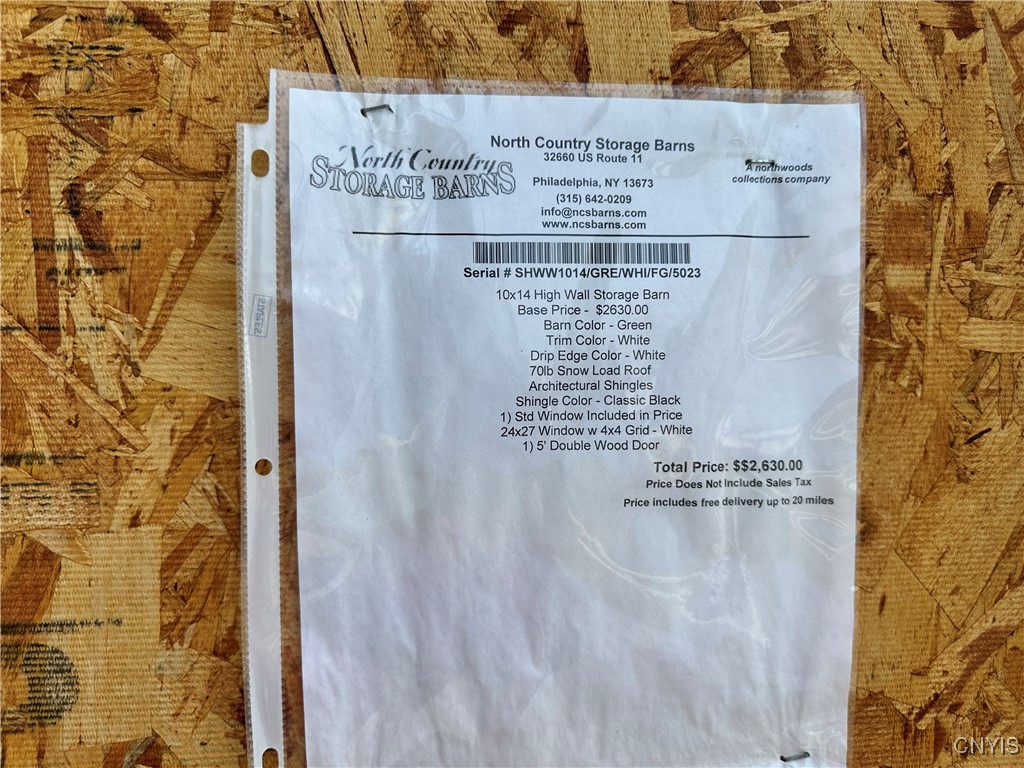 North Country
STORAGE BARNS
North Country Storage Barns
32660 US Route 11
Philadelphia, NY 13673
(315) 642-0209
info@ncsbarns.com
www.ncsbarns.com
A northwoods
collections company
Serial # SHWW1014/GRE/WHI/FG/5023
10x14 High Wall Storage Barn
Base Price - $2630.00
Barn Color - Green
Trim Color - White
Drip Edge Color - White
70lb Snow Load Roof
Architectural Shingles
Shingle Color - Classic Black
1) Std Window Included in Price
24x27 Window w 4x4 Grid - White
1) 5' Double Wood Door
Total Price: $$2,630.00
Price Does Not Include Sales Tax
Price includes free delivery up to 20 miles
STAPLES
CNYIS